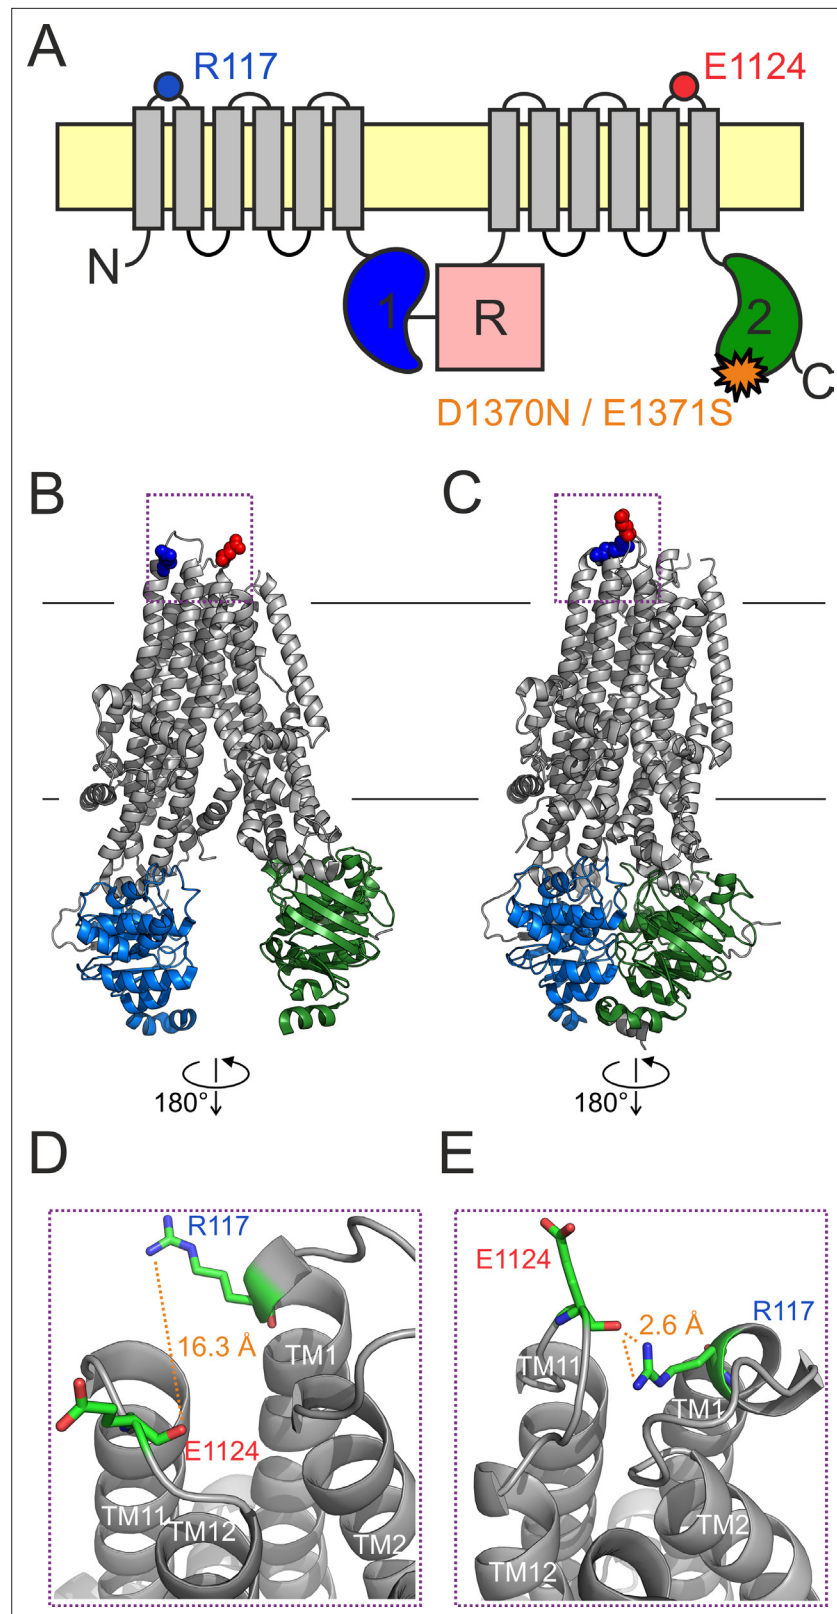 A
R117
E1124
N
1
R
2
C
D1370N / E1371S
B
C
180°
180°
D
E
R117
16.3 Å
TM1
E1124
TM11
TM12
TM2
E1124
2.6 Å
R117
TM11
TM1
TM2
TM12